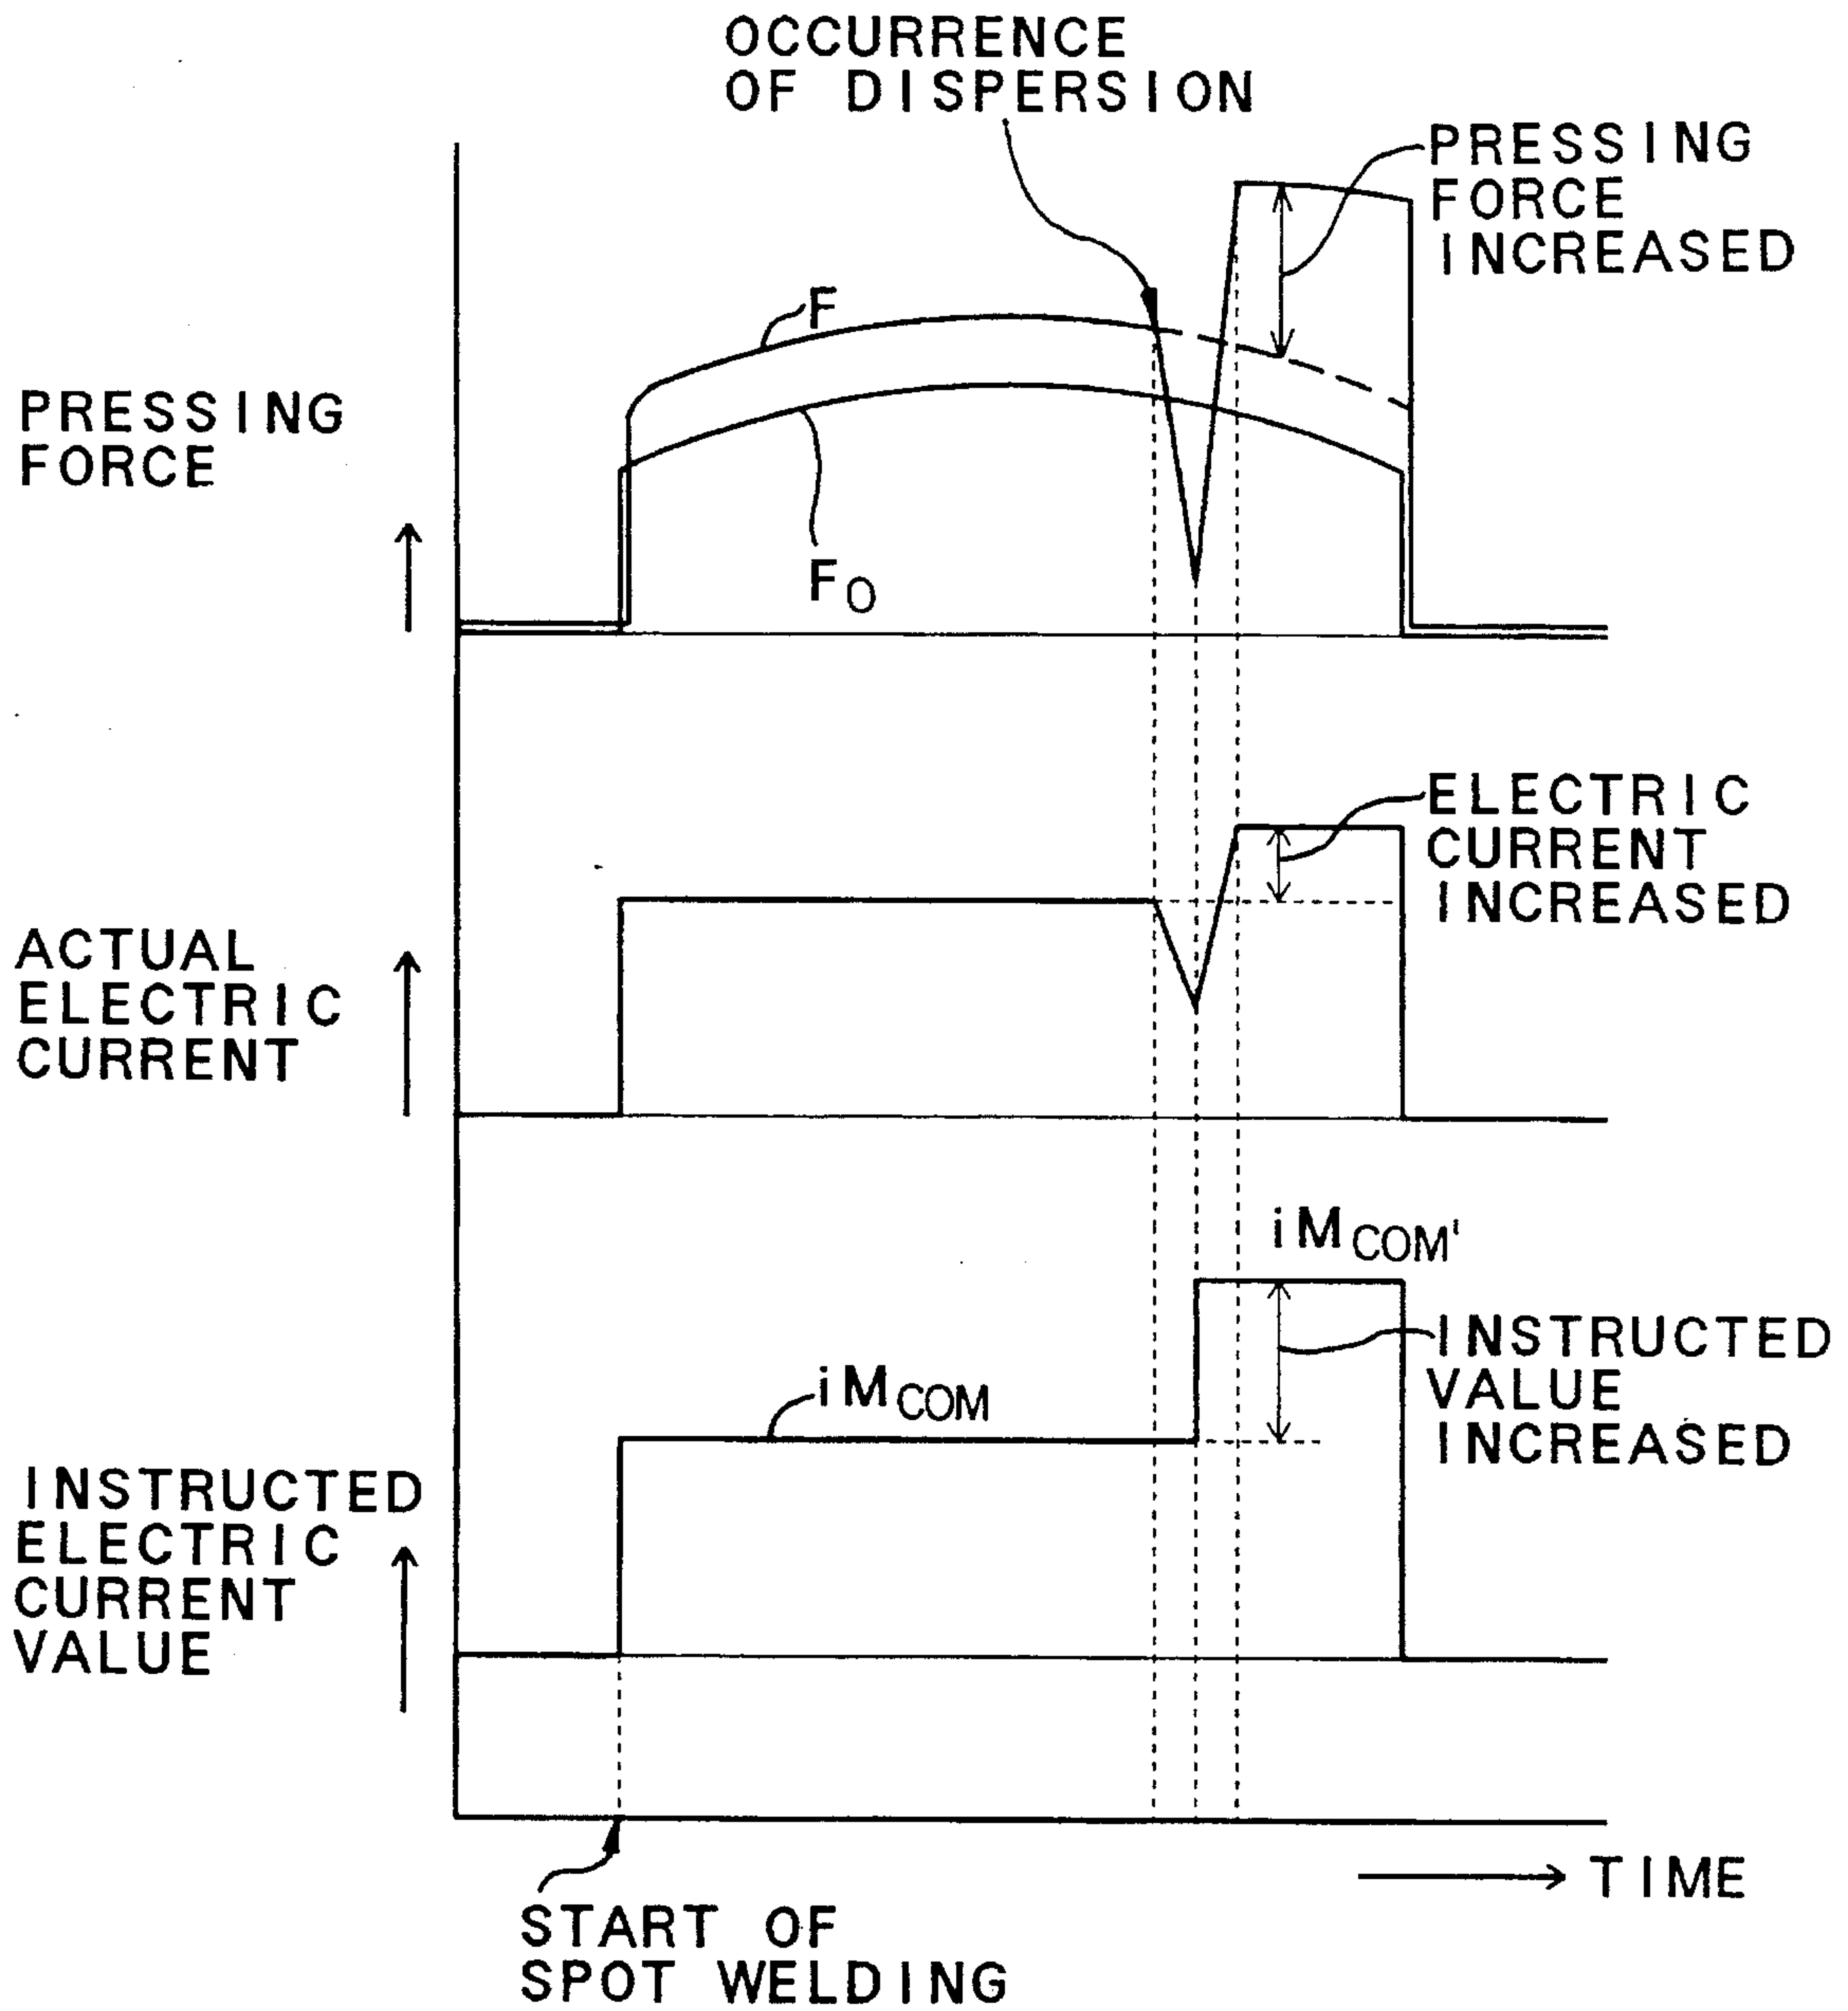 OCCURRENCE
OF DISPERSION
PRESSING
FORCE
INCREASED
F
PRESSING
FORCE
F0
ELECTRIC
CURRENT
INCREASED
ACTUAL
ELECTRIC
CURRENT
iMCOM'
INSTRUCTED
VALUE
INCREASED
iMCOM
INSTRUCTED
ELECTRIC
CURRENT
VALUE
TIME
START OF
SPOT WELDING